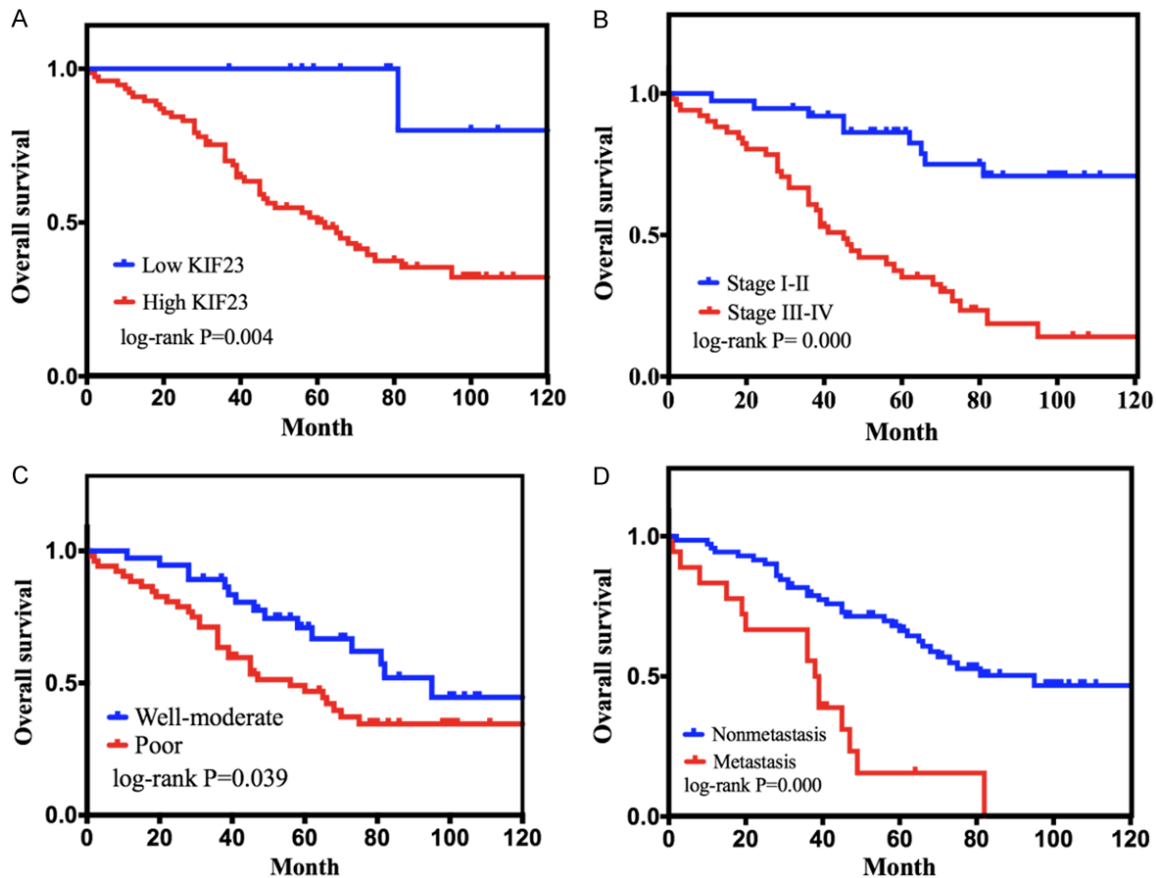 A
Overall survival
1.0
0.5
0.0
Low KIF23
High KIF23
log-rank P=0.004
0 20 40 60 80 100 120
Month
B
Overall survival
1.0
0.5
0.0
Stage I-II
Stage III-IV
log-rank P= 0.000
0 20 40 60 80 100 120
Month
C
Overall survival
1.0
0.5
0.0
Well-moderate
Poor
log-rank P=0.039
0 20 40 60 80 100 120
Month
D
Ovarall survival
1.0
0.5
0.0
Nonmetastasis
Metastasis
log-rank P=0.000
0 20 40 60 80 100 120
Month